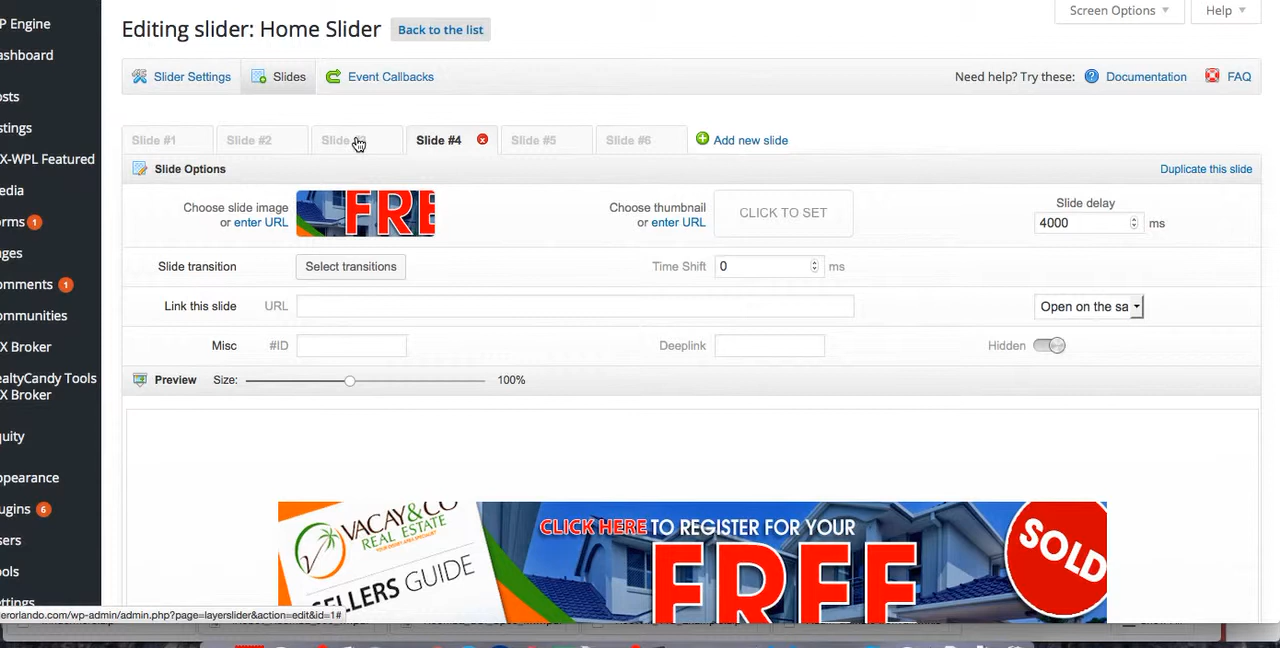 P Engine
ashboard
osts
stings
X-WPL Featured
edia
orms 1
ages
omments 1
ommunities
X Broker
ealtyCandy Tools
X Broker
quity
ppearance
ugins 6
sers
ools
ettings
Editing slider: Home Slider
Back to the list
Screen Options
Help
Slider Settings
Slides
Event Callbacks
Need help? Try these:
Documentation
FAQ
Slide #1
Slide #2
Slide
Slide #4
Slide #5
Slide #6
Add new slide
Slide Options
Duplicate this slide
Choose slide image
or enter URL
FRE
Choose thumbnail
or enter URL
CLICK TO SET
Slide delay
4000 ms
Slide transition
Select transitions
Time Shift 0 ms
Link this slide URL
Open on the sa
Misc #ID
Deeplink
Hidden
Preview Size: 100%
VACAY&CO
REAL ESTATE
SELLERS GUIDE
CLICK HERE TO REGISTER FOR YOUR
FREE
SOLD
erorlando.com/wp-admin/admin.php?page=layerslider&action=edit&id=1#